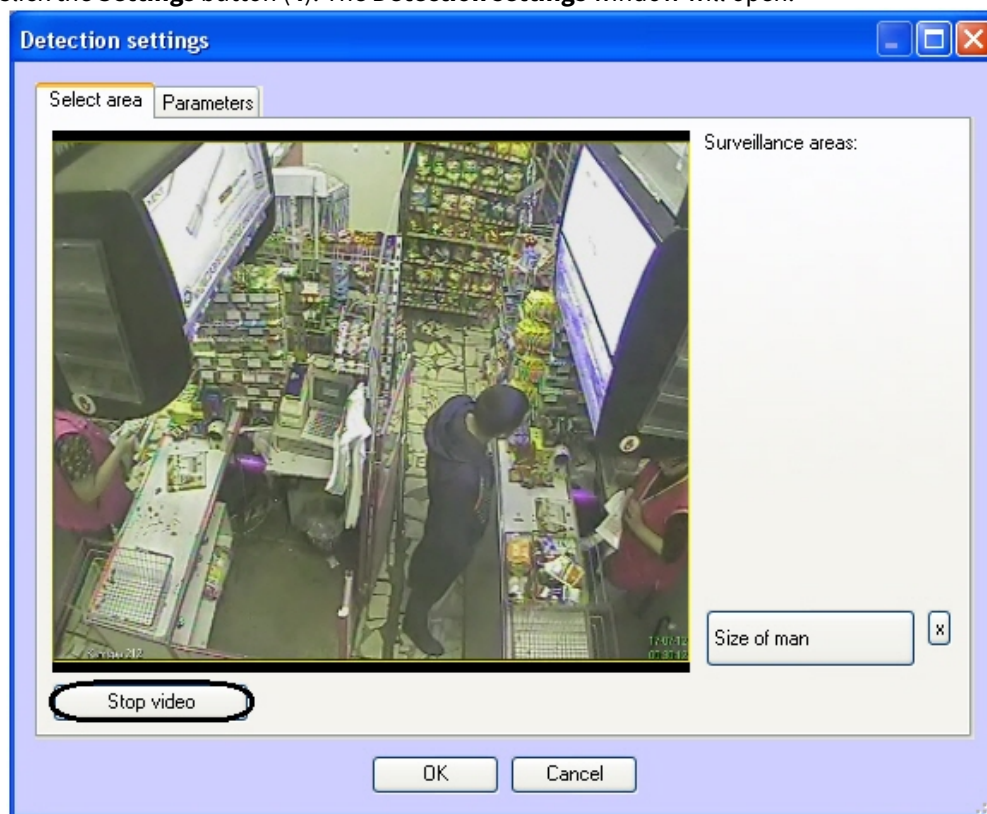 click the Settings button (4). The Detection settings window will open.
Detection settings
Select area
Parameters
Surveillance areas:
Size of man
x
Stop video
OK
Cancel